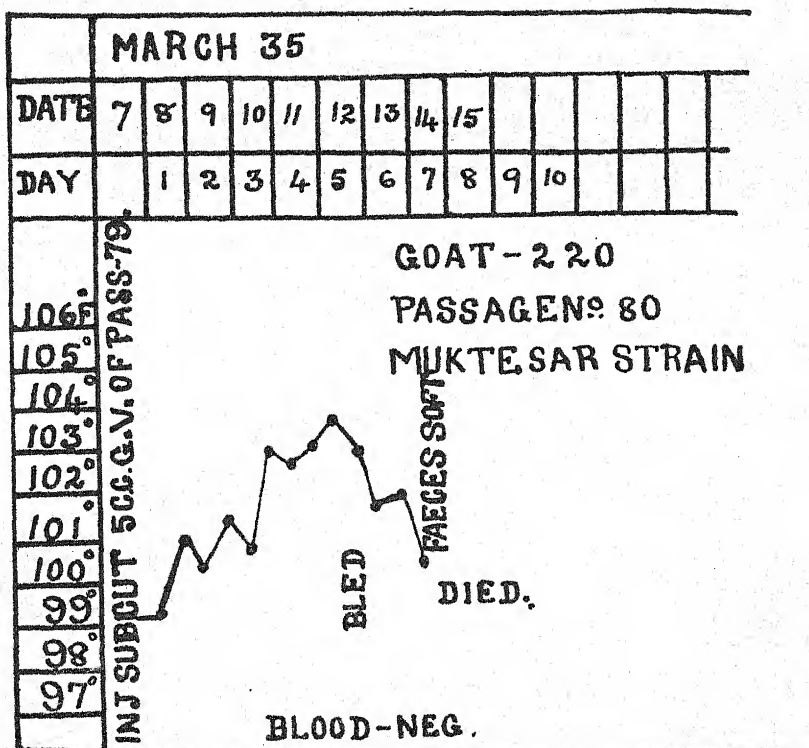 MARCH 35
DATE 7 8 9 10 11 12 13 14 15
DAY 1 2 3 4 5 6 7 8 9 10
INJ SUBCUT 5CC.G.V.OF PASS-79.
GOAT-220
PASSAGE Nº 80
MUKTESAR STRAIN
106°F
105°
104°
103°
102°
101°
100°
99°
98°
97°
FAECES SOFT
BLED
DIED.
BLOOD-NEG.